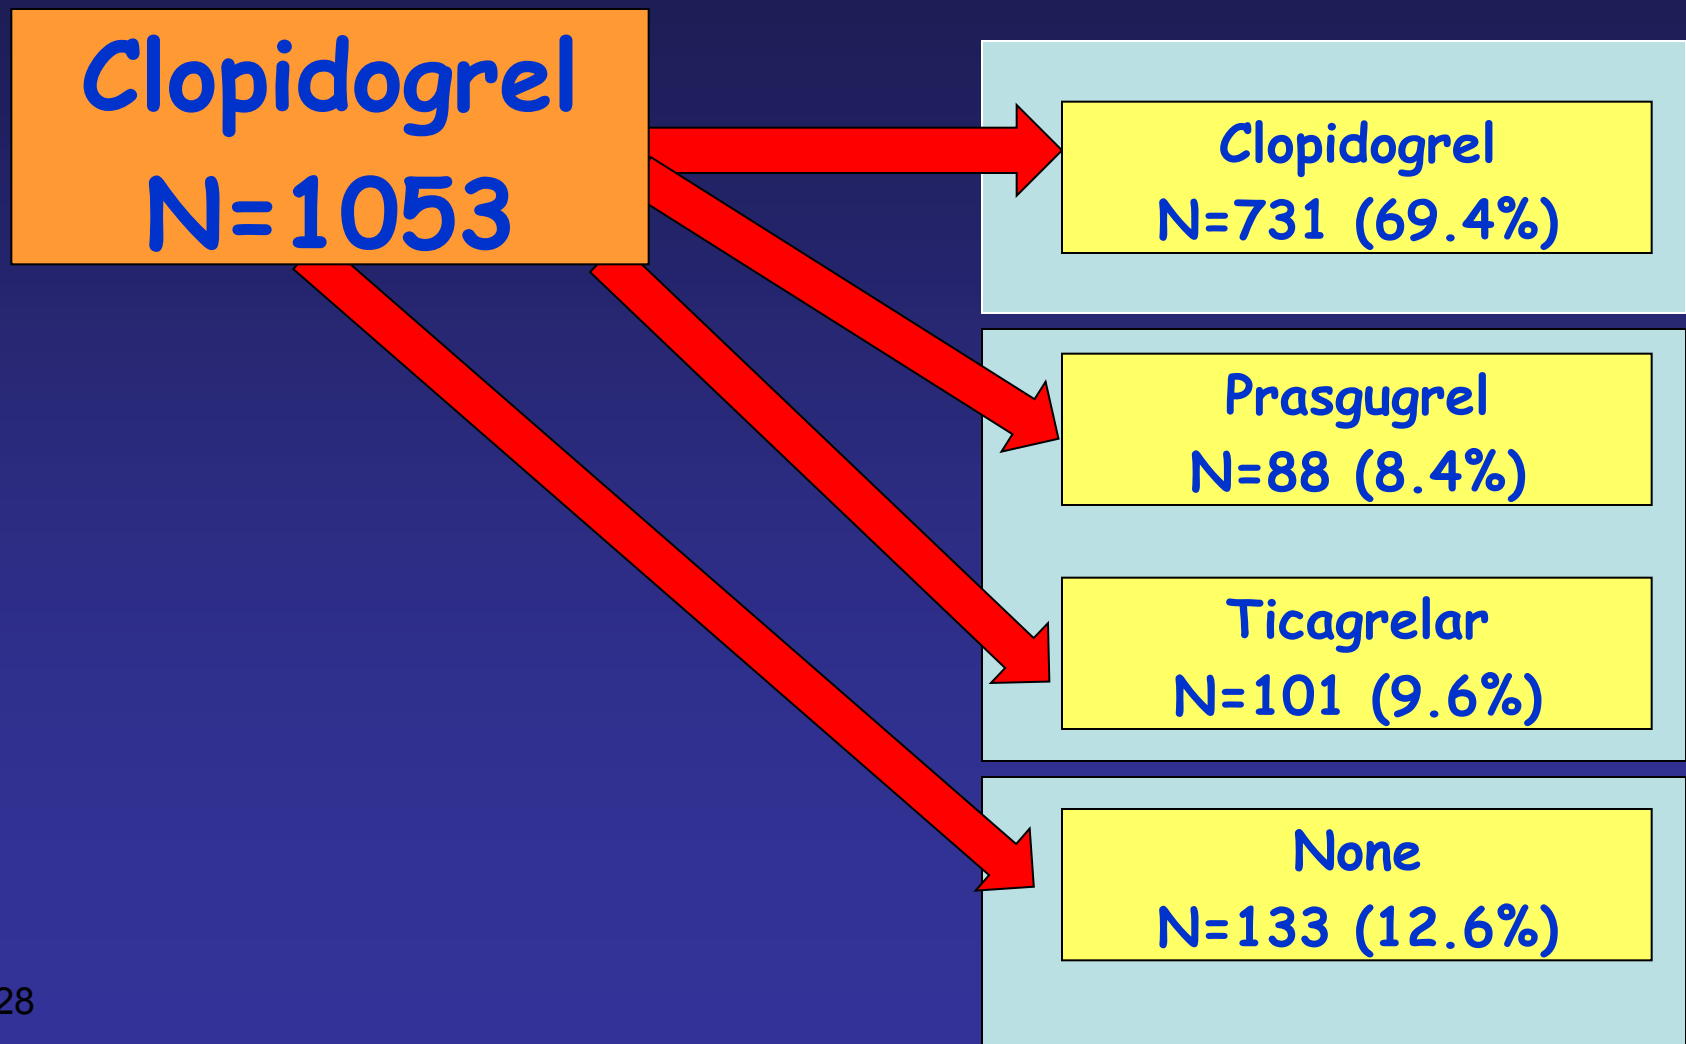 Clopidogrel
N=1053
Clopidogrel
N=731 (69.4%)
Prasgugrel
N=88 (8.4%)
Ticagrelar
N=101 (9.6%)
None
N=133 (12.6%)
28